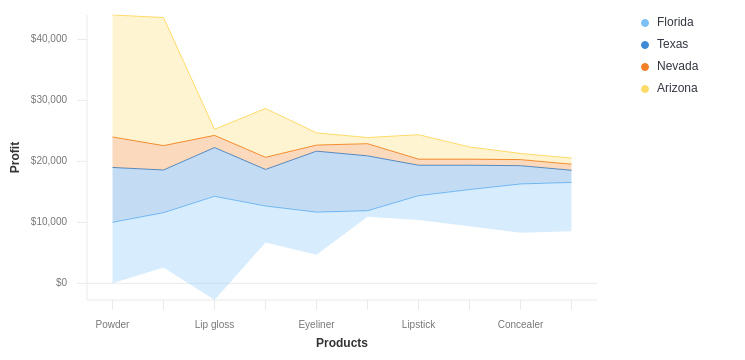 Florida
Texas
Nevada
Arizona
Profit
$40,000
$30,000
$20,000
$10,000
$0
Powder
Lip gloss
Eyeliner
Lipstick
Concealer
Products